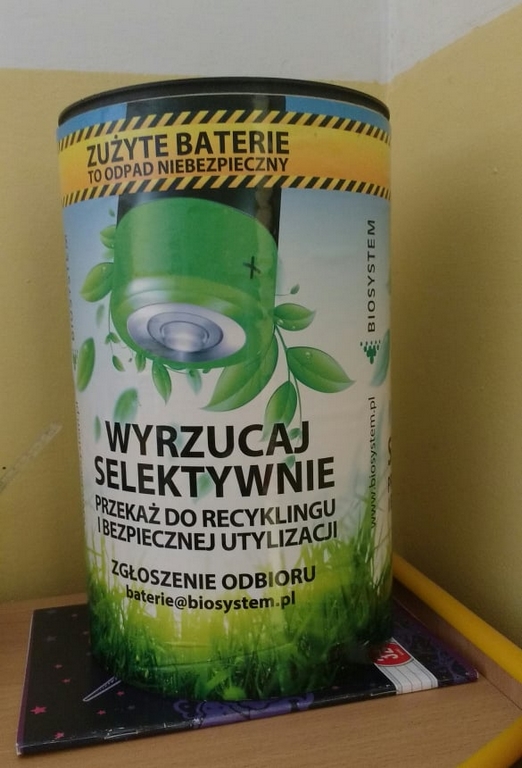 ZUŻYTE BATERIE
TO ODPAD NIEBEZPIECZNY
+
BIOSYSTEM
www.biosystem.pl
WYRZUCAJ
SELEKTYWNIE
PRZEKAŻ DO RECYKLINGU
I BEZPIECZNEJ UTYLIZACJI
ZGŁOSZENIE ODBIORU
baterie@biosystem.pl
32